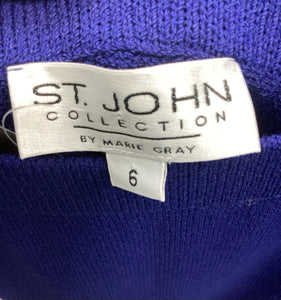 ST. JOHN
COLLECTION
BY MARIE GRAY
6